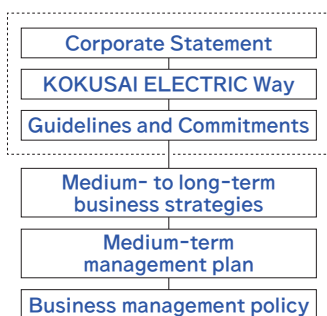 Corporate Statement
KOKUSAI ELECTRIC Way
Guidelines and Commitments
Medium- to long-term
business strategies
Medium-term
management plan
Business management policy